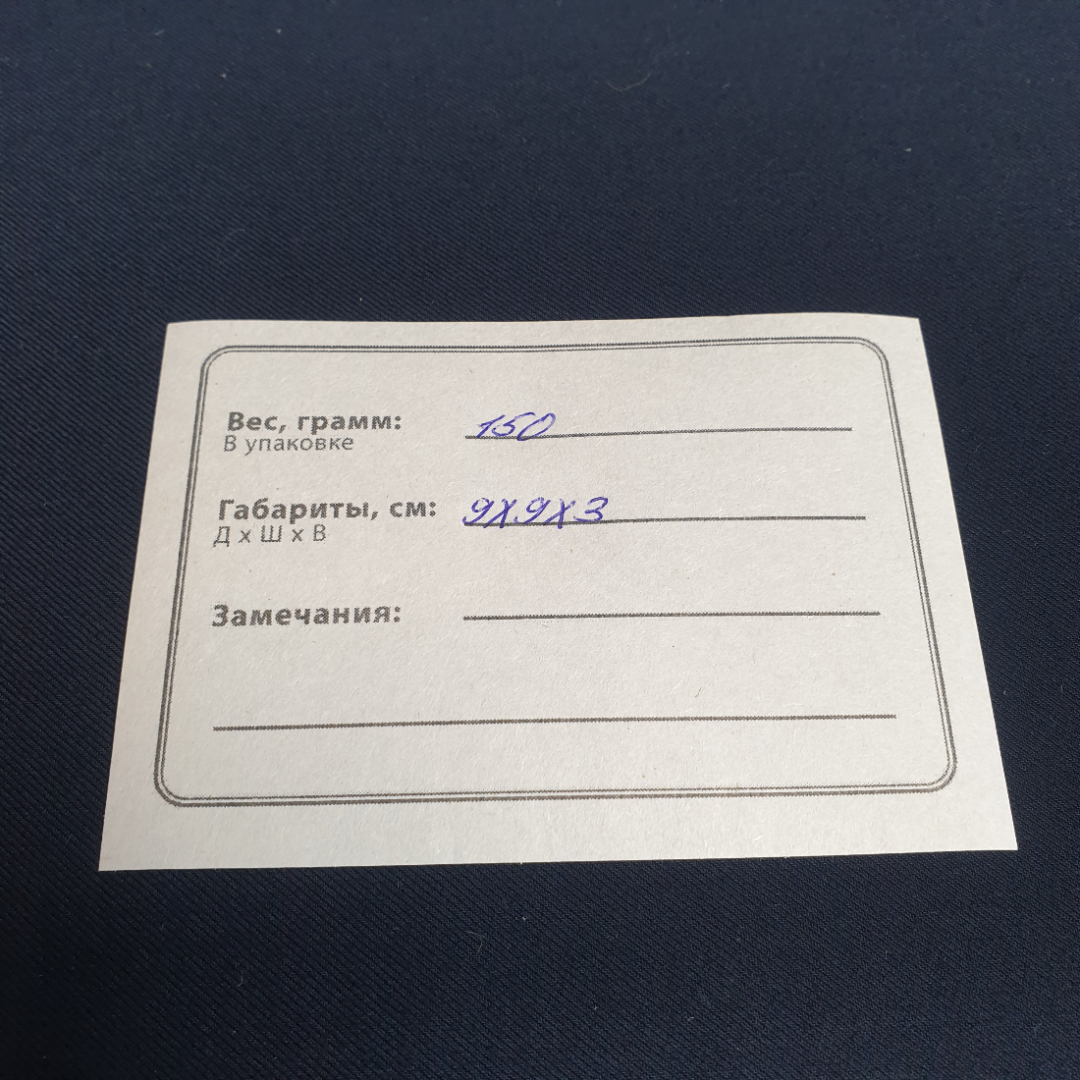 Вес, грамм: 150
В упаковке
Габариты, см: 9х9х3
Д х Ш х В
Замечания: